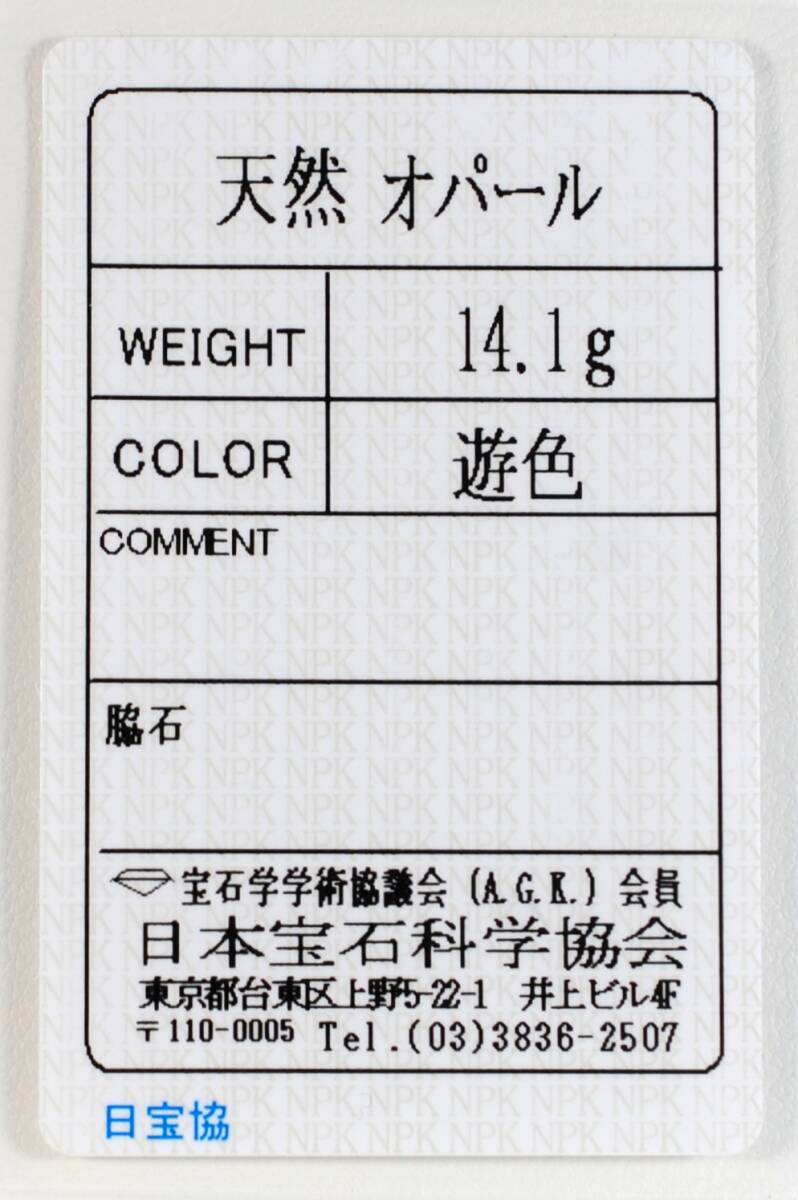 天然 オパール
WEIGHT 14.1g
COLOR 遊色
COMMENT
脇石
宝石学学術協議会 (A.G.K.) 会員
日本宝石科学協会
東京都台東区上野5-22-1 井上ビル4F
〒110-0005 Tel.(03)3836-2507
日宝協